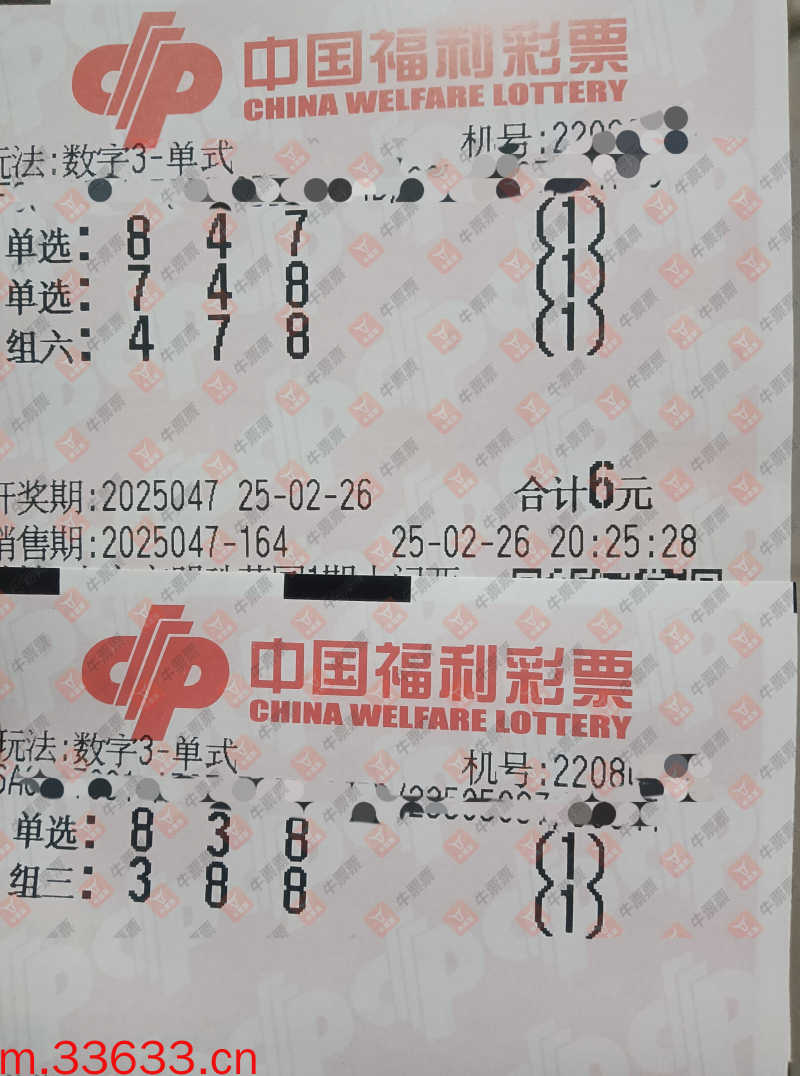 中国福利彩票
CHINA WELFARE LOTTERY
玩法:数字3-单式
单选: 8 4 7 (1)
单选: 7 4 8 (1)
组六: 4 7 8 (1)
开奖期:2025047 25-02-26 合计6元
销售期:2025047-164 25-02-26 20:25:28
中国福利彩票
CHINA WELFARE LOTTERY
玩法:数字3-单式 机号:2208
单选: 8 3 8 (1)
组三: 3 8 8 (1)
牛票票
m.33633.cn